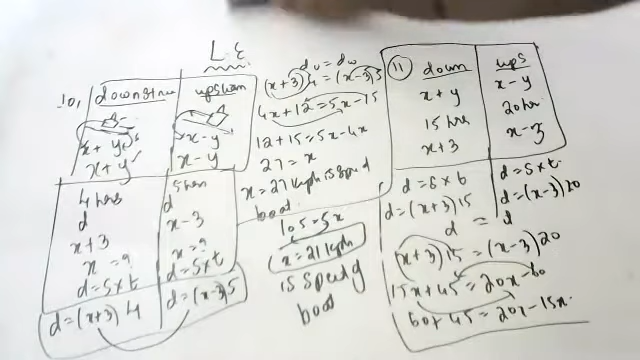 L.E
10, downstream upstream
x + y x - y
x + y x - y
4 hrs 5 hrs
d d
x + 3 x - 3
x = ? x = ?
d = S x t d = S x t
d = (x+3) 4 d = (x-3) 5
du = dw
(x+3) 4 = (x-3) 5
4x + 12 = 5x - 15
12 + 15 = 5x - 4x
27 = x
x = 27 kmph is speed
boat.
105 = 5x
x = 21 kmph
is speed of
boat
11 down ups
x + y x - y
15 hrs 20 hr
x + 3 x - 3
d = S x t d = S x t.
d = (x+3) 15 d = (x-3) 20
d = d
(x+3) 15 = (x-3) 20
15x + 45 = 20x - 60
60 + 45 = 20x - 15x.